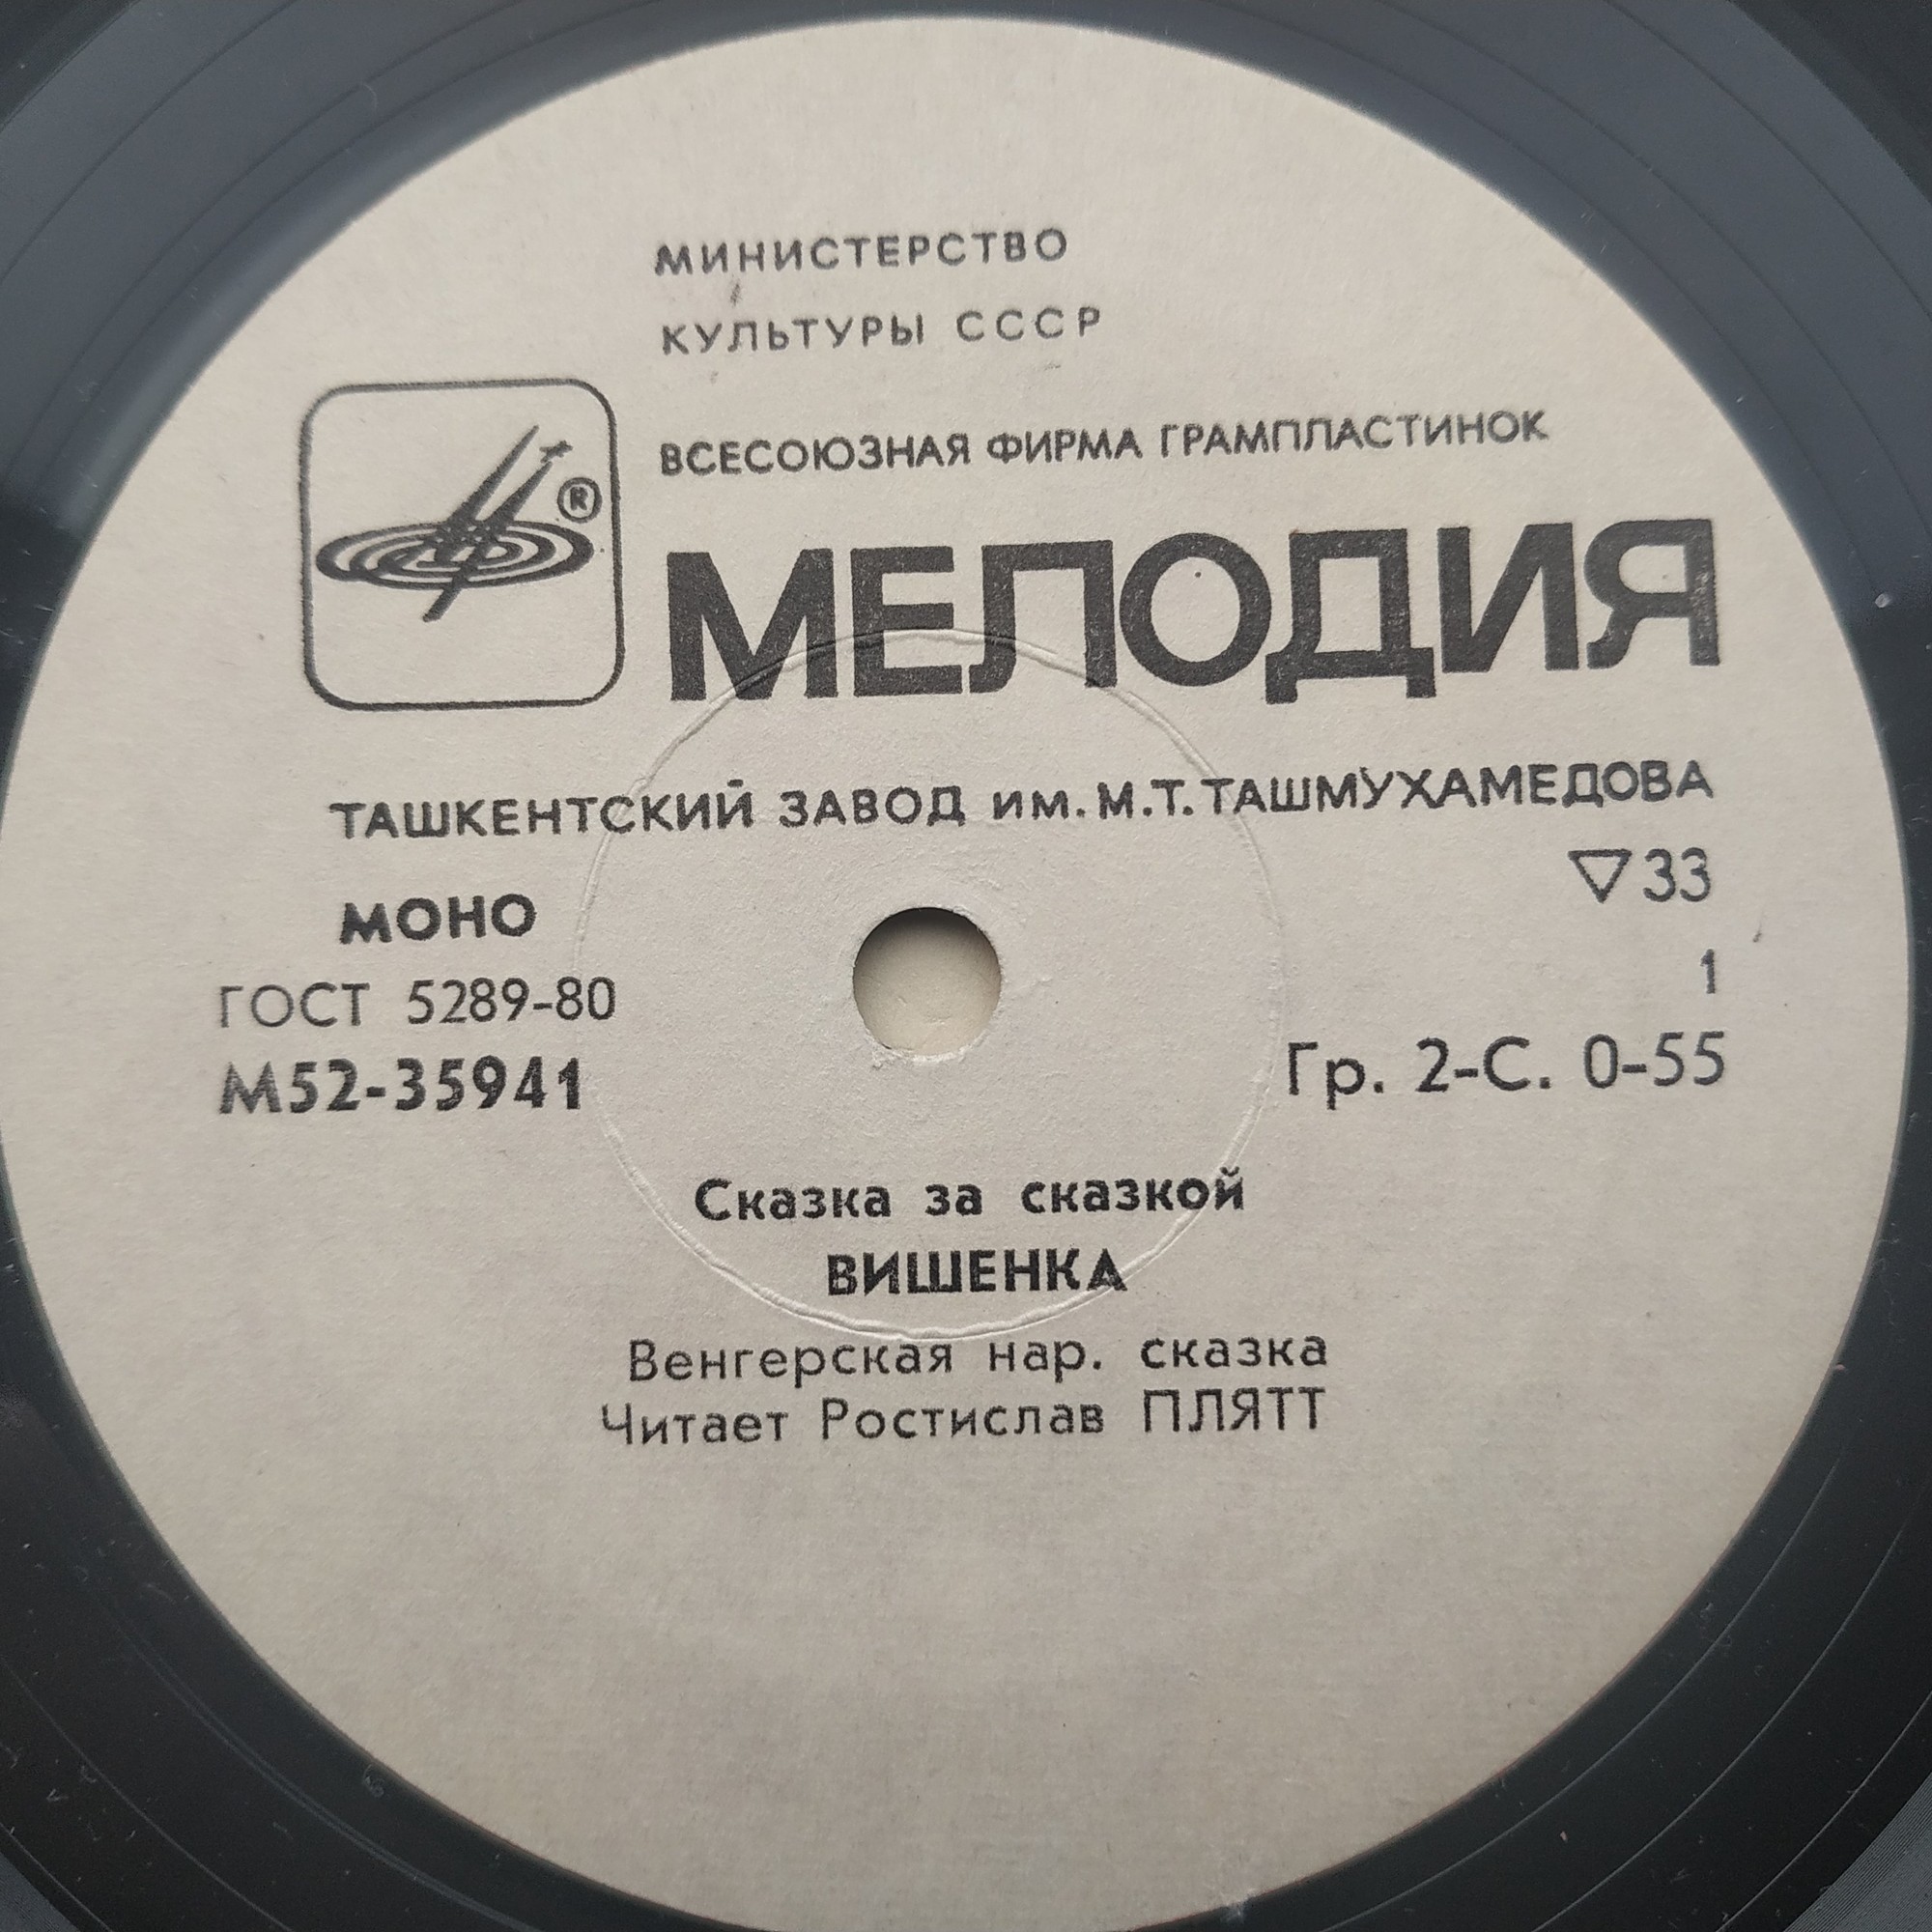 МИНИСТЕРСТВО
КУЛЬТУРЫ СССР
ВСЕСОЮЗНАЯ ФИРМА ГРАМПЛАСТИНОК
®
МЕЛОДИЯ
ТАШКЕНТСКИЙ ЗАВОД им. М.Т. ТАШМУХАМЕДОВА
▽33
МОНО
1
ГОСТ 5289-80
Гр. 2-С. 0-55
М52-35941
Сказка за сказкой
ВИШЕНКА
Венгерская нар. сказка
Читает Ростислав ПЛЯТТ